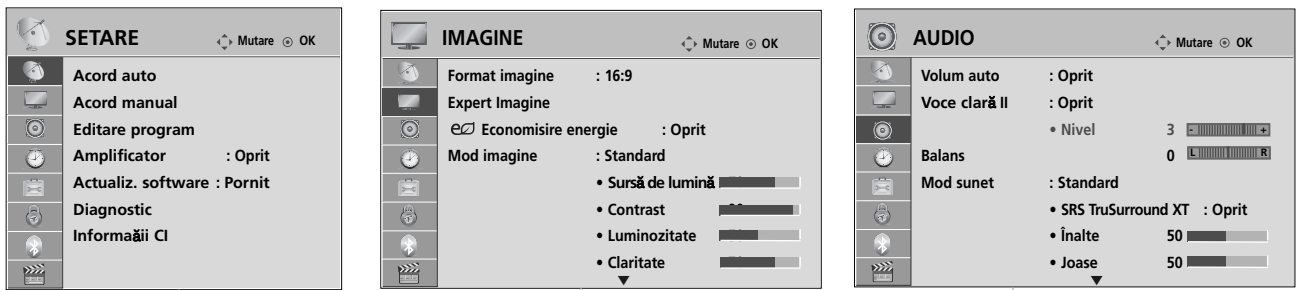 SETARE
Mutare OK
Acord auto
Acord manual
Editare program
Amplificator : Oprit
Actualiz. software : Pornit
Diagnostic
Informaăii CI
IMAGINE
Mutare OK
Format imagine : 16:9
Expert Imagine
eco Economisire energie : Oprit
Mod imagine : Standard
• Sursă de lumină
• Contrast
• Luminozitate
• Claritate
AUDIO
Mutare OK
Volum auto : Oprit
Voce clară II : Oprit
• Nivel 3 - +
Balans 0 L R
Mod sunet : Standard
• SRS TruSurround XT : Oprit
• Înalte 50
• Joase 50